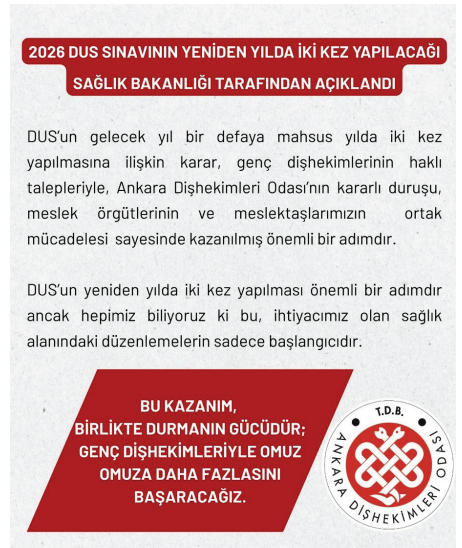 2026 DUS SINAVININ YENİDEN YILDA İKİ KEZ YAPILACAĞI
SAĞLIK BAKANLIĞI TARAFINDAN AÇIKLANDI
DUS’un gelecek yıl bir defaya mahsus yılda iki kez
yapılmasına ilişkin karar, genç dişhekimlerinin haklı
talepleriyle, Ankara Dişhekimleri Odası’nın kararlı duruşu,
meslek örgütlerinin ve meslektaşlarımızın ortak
mücadelesi sayesinde kazanılmış önemli bir adımdır.
DUS’un yeniden yılda iki kez yapılması önemli bir adımdır
ancak hepimiz biliyoruz ki bu, ihtiyacımız olan sağlık
alanındaki düzenlemelerin sadece başlangıcıdır.
BU KAZANIM,
BİRLİKTE DURMANIN GÜCÜDÜR;
GENÇ DİŞHEKİMLERİYLE OMUZ
OMUZA DAHA FAZLASINI
BAŞARACAĞIZ.
T.D.B.
ANKARA DİŞHEKİMLERİ ODASI